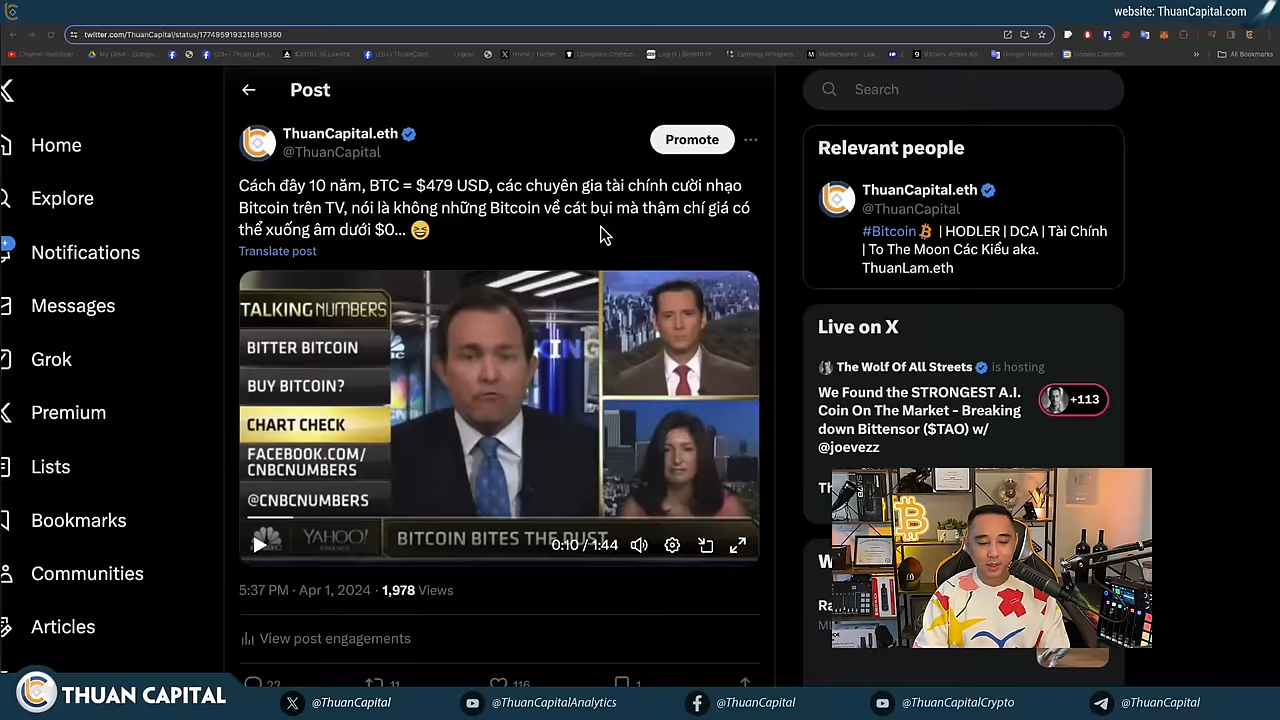 website: ThuanCapital.com
twitter.com/ThuanCapital/status/1774959193218519350
All Bookmarks
Post
Search
Home
Explore
Notifications
Messages
Grok
Premium
Lists
Bookmarks
Communities
Articles
ThuanCapital.eth
@ThuanCapital
Promote
Cách đây 10 năm, BTC = $479 USD, các chuyên gia tài chính cười nhạo
Bitcoin trên TV, nói là không những Bitcoin về cát bụi mà thậm chí giá có
thể xuống âm dưới $0... 😆
Translate post
TALKING NUMBERS
BITTER BITCOIN
BUY BITCOIN?
CHART CHECK
FACEBOOK.COM/
CNBCNUMBERS
@CNBCNUMBERS
YAHOO!
FINANCE
BITCOIN BITES THE DUST
0:10 / 1:44
5:37 PM · Apr 1, 2024 · 1,978 Views
View post engagements
22
11
116
1
Relevant people
ThuanCapital.eth
@ThuanCapital
#Bitcoin | HODLER | DCA | Tài Chính
| To The Moon Các Kiểu aka.
ThuanLam.eth
Live on X
The Wolf Of All Streets is hosting
We Found the STRONGEST A.I.
Coin On The Market - Breaking
down Bittensor ($TAO) w/
@joevezz
+113
THUAN CAPITAL
@ThuanCapital
@ThuanCapitalAnalytics
@ThuanCapital
@ThuanCapitalCrypto
@ThuanCapital